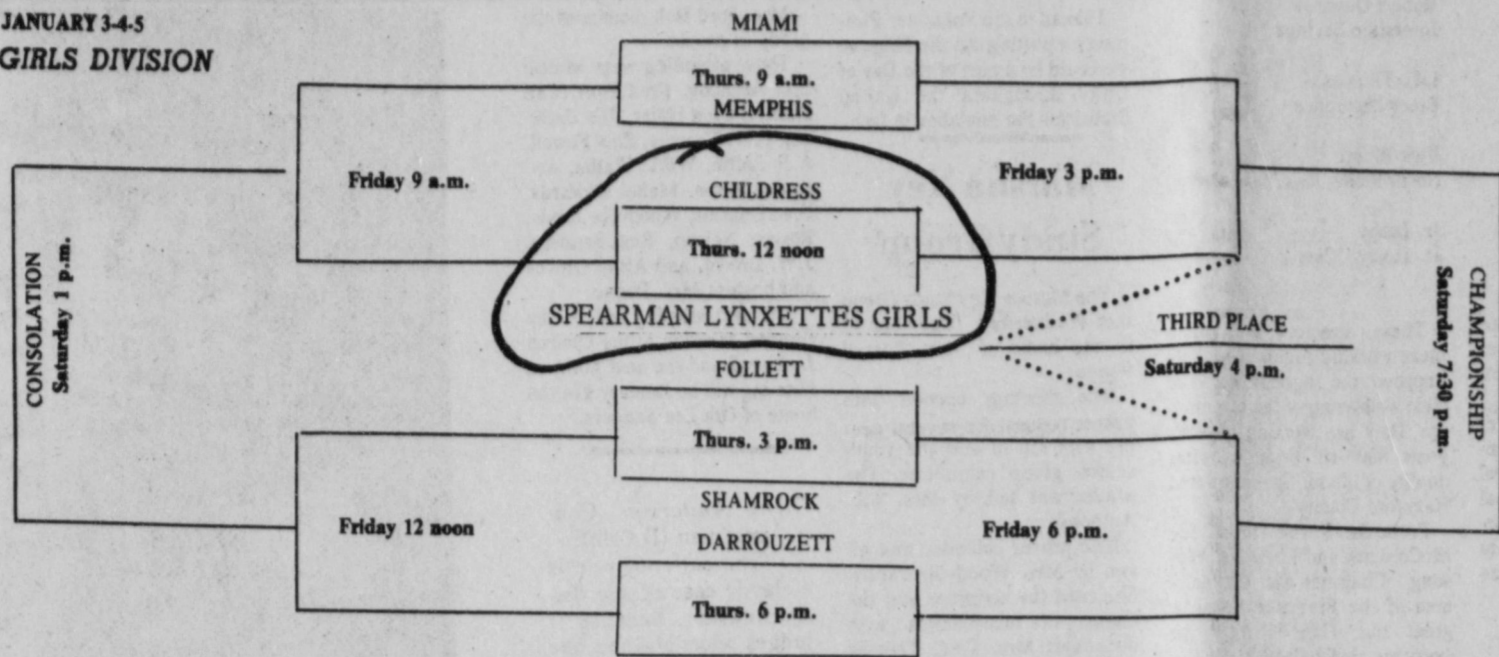 JANUARY 3-4-5
GIRLS DIVISION
MIAMI
Thurs. 9 a.m.
MEMPHIS
Friday 9 a.m.
Friday 3 p.m.
CHILDRESS
Thurs. 12 noon
SPEARMAN LYNXETTES GIRLS
CONSOLATION
Saturday 1 p.m.
THIRD PLACE
Saturday 4 p.m.
CHAMPIONSHIP
Saturday 7:30 p.m.
FOLLETT
Thurs. 3 p.m.
SHAMROCK
Friday 12 noon
Friday 6 p.m.
DARROUZETT
Thurs. 6 p.m.